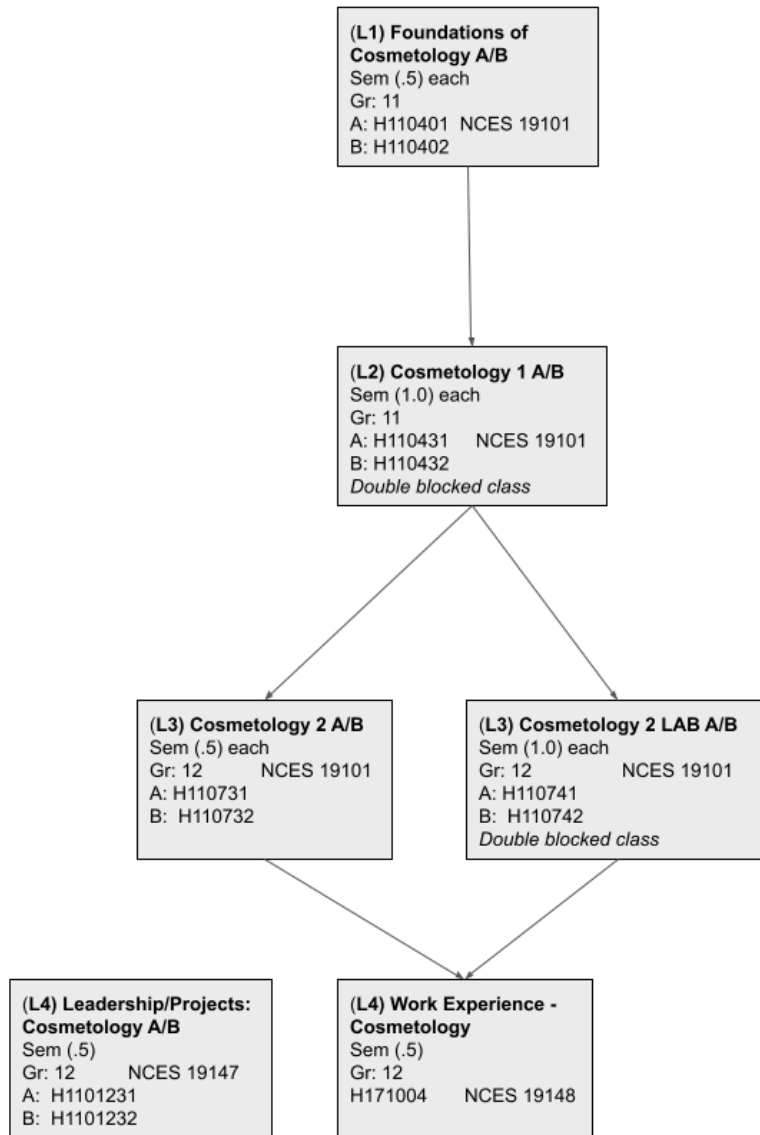 (L1) Foundations of
Cosmetology A/B
Sem (.5) each
Gr: 11
A: H110401 NCES 19101
B: H110402
(L2) Cosmetology 1 A/B
Sem (1.0) each
Gr: 11
A: H110431 NCES 19101
B: H110432
Double blocked class
(L3) Cosmetology 2 A/B
Sem (.5) each
Gr: 12 NCES 19101
A: H110731
B: H110732
(L3) Cosmetology 2 LAB A/B
Sem (1.0) each
Gr: 12 NCES 19101
A: H110741
B: H110742
Double blocked class
(L4) Leadership/Projects:
Cosmetology A/B
Sem (.5)
Gr: 12 NCES 19147
A: H1101231
B: H1101232
(L4) Work Experience -
Cosmetology
Sem (.5)
Gr: 12
H171004 NCES 19148